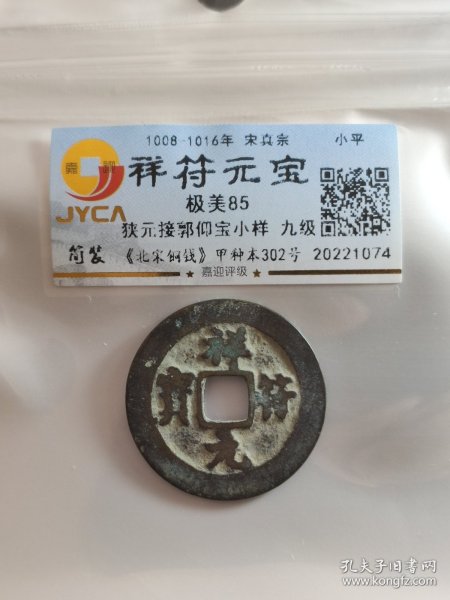 1008-1016年 宋真宗 小平
嘉 迎
祥符元宝
极美85
JYCA
狭元接郭仰宝小样 九级
简装 《北宋铜钱》甲种本302号 20221074
★ 嘉迎评级 ★
祥
寶 符
元
孔夫子旧书网
www.kongfz.com